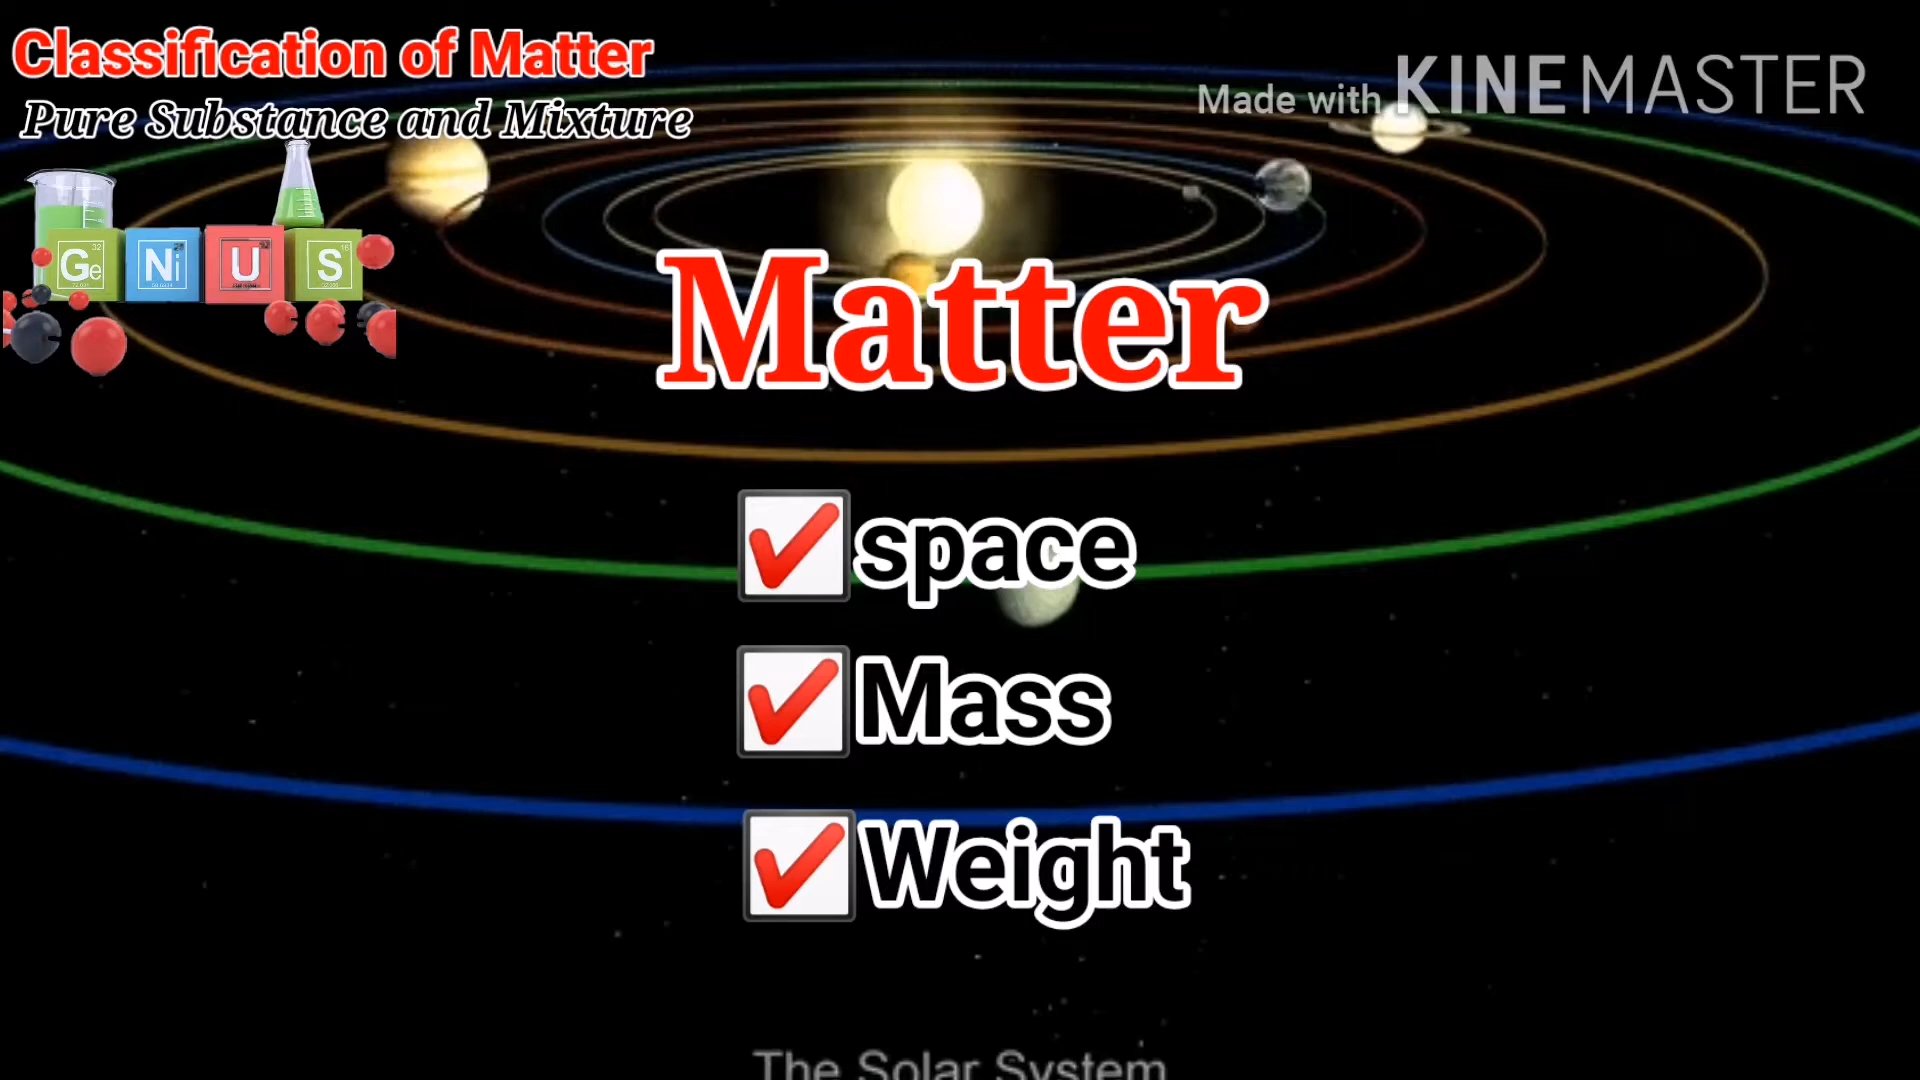 Classification of Matter
Pure Substance and Mixture
Made with KINEMASTER
Ge Ni U S
Matter
space
Mass
Weight
The Solar System